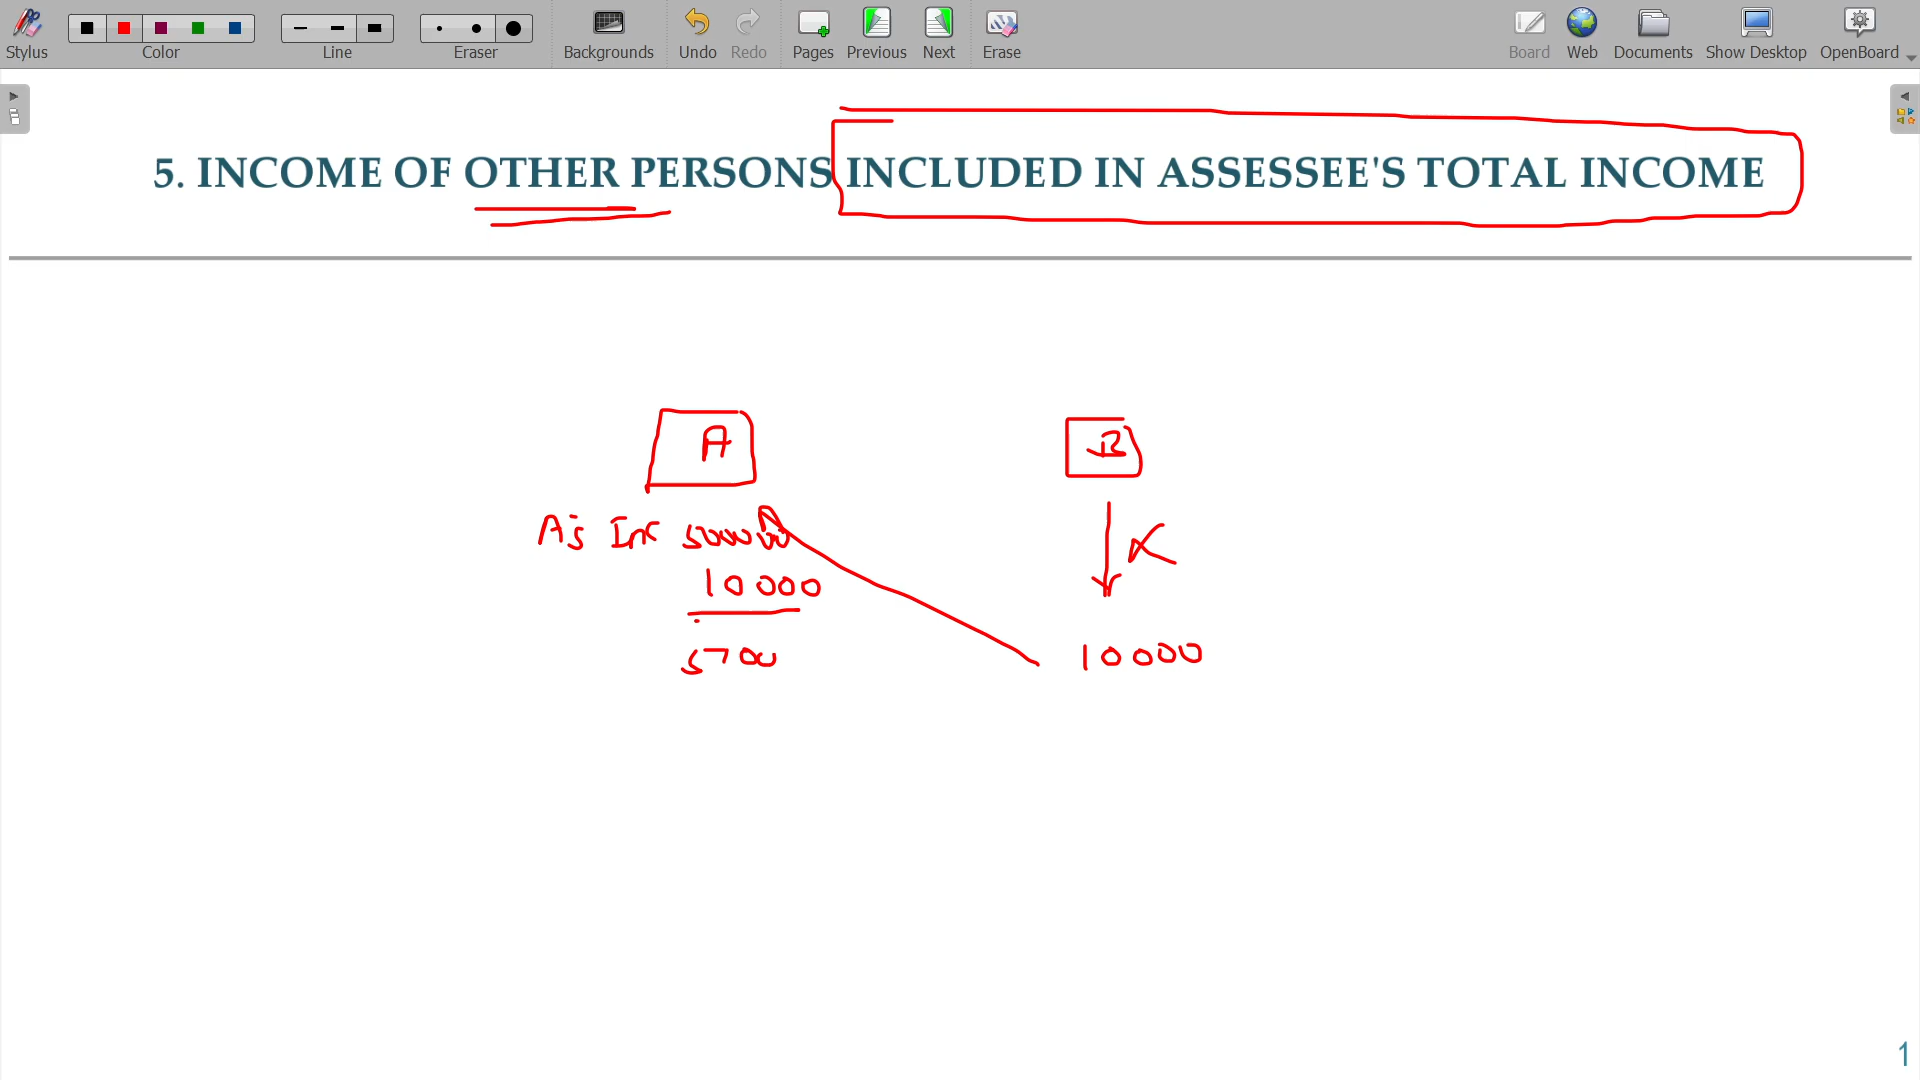 Stylus Color Line Eraser Backgrounds Undo Redo Pages Previous Next Erase Board Web Documents Show Desktop OpenBoard
5. INCOME OF OTHER PERSONS INCLUDED IN ASSESSEE'S TOTAL INCOME
A B
A's Inc
10000
10000
1